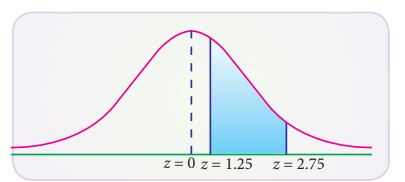 z = 0 z = 1.25 z = 2.75